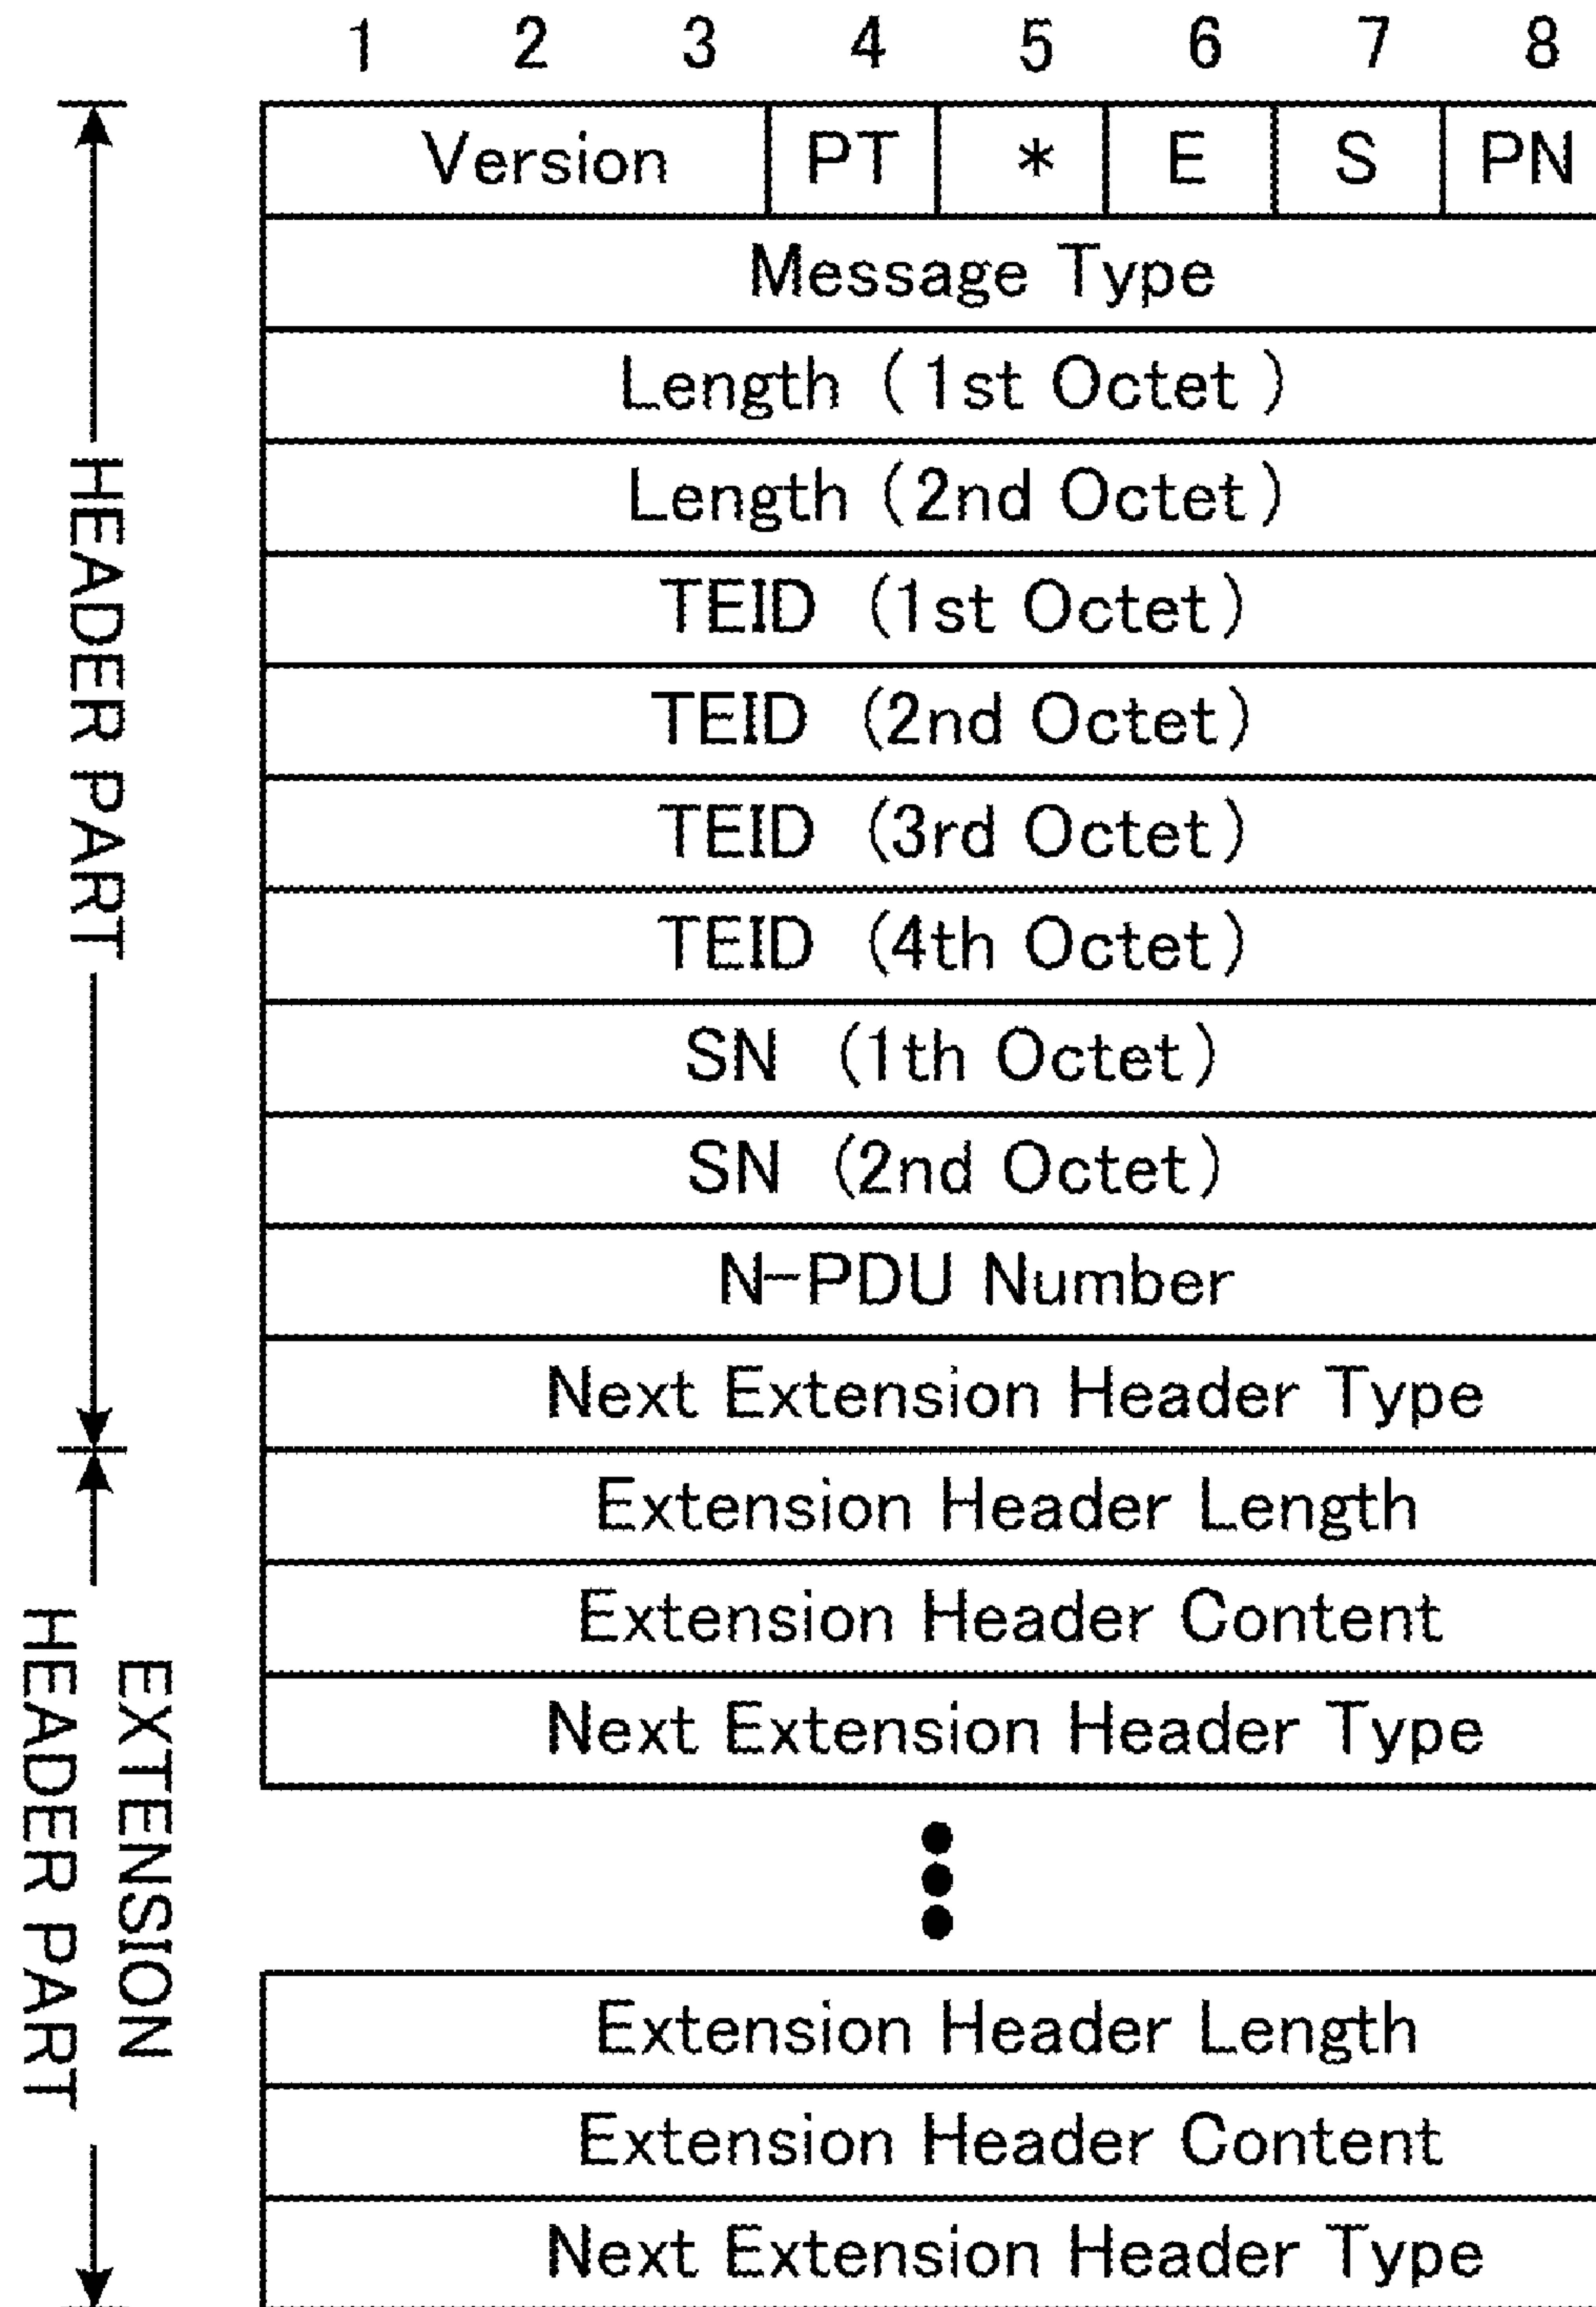 1 2 3 4 5 6 7 8
Version PT * E S PN
Message Type
Length (1st Octet)
Length (2nd Octet)
TEID (1st Octet)
TEID (2nd Octet)
TEID (3rd Octet)
TEID (4th Octet)
SN (1th Octet)
SN (2nd Octet)
N-PDU Number
Next Extension Header Type
HEADER PART
Extension Header Length
Extension Header Content
Next Extension Header Type
Extension Header Length
Extension Header Content
Next Extension Header Type
EXTENSION
HEADER PART